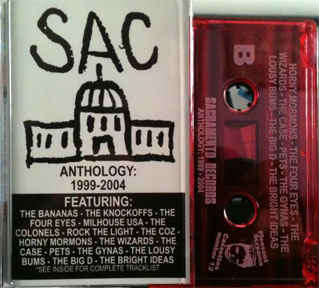 SAC
ANTHOLOGY:
1999-2004
FEATURING:
THE BANANAS - THE KNOCKOFFS - THE
FOUR EYES - MILHOUSE USA - THE
COLONELS - ROCK THE LIGHT - THE COZ -
HORNY MORMONS - THE WIZARDS - THE
CASE - PETS - THE GYNAS - THE LOUSY
BUMS - THE BIG D - THE BRIGHT IDEAS
*SEE INSIDE FOR COMPLETE TRACKLIST
B
HORNY MORMONS - THE FOUR EYES - THE
WIZARDS - THE CASE - PETS - THE GYNAS - THE
LOUSY BUMS - THE BIG D - THE BRIGHT IDEAS
SACRAMENTO RECORDS
ANTHOLOGY: 1999 - 2004
Cassettes
number 12